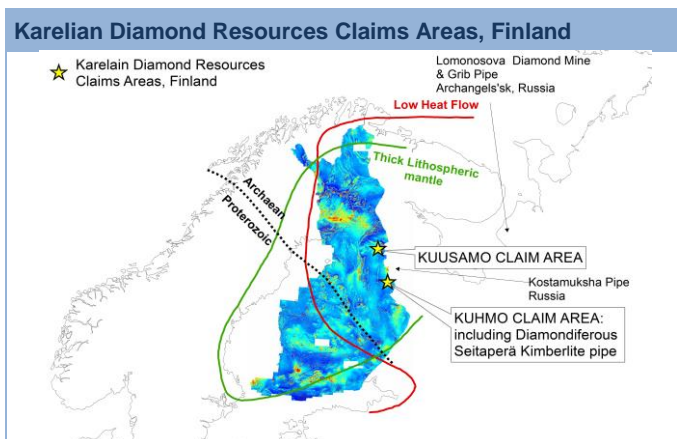 Karelian Diamond Resources Claims Areas, Finland
Karelain Diamond Resources
Claims Areas, Finland
Lomonosova Diamond Mine
& Grib Pipe
Archangels'sk, Russia
Low Heat Flow
Thick Lithospheric
mantle
Archaean
Proterozoic
KUUSAMO CLAIM AREA
Kostamuksha Pipe
Russia
KUHMO CLAIM AREA:
including Diamondiferous
Seitaperä Kimberlite pipe